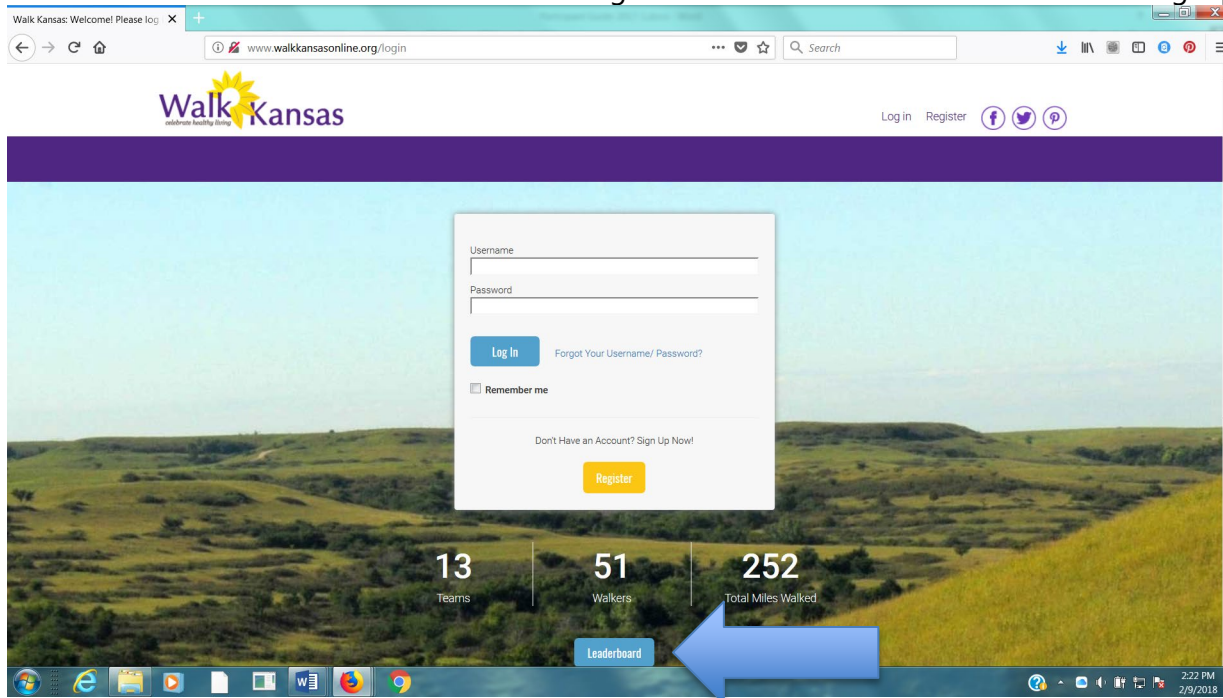 Walk Kansas: Welcome! Please log
www.walkkansasonline.org/login
Search
Walk Kansas
celebrate healthy living
Log in Register
Username
Password
Log In Forgot Your Username/ Password?
Remember me
Don't Have an Account? Sign Up Now!
Register
13 51 252
Teams Walkers Total Miles Walked
Leaderboard
2:22 PM
2/9/2018